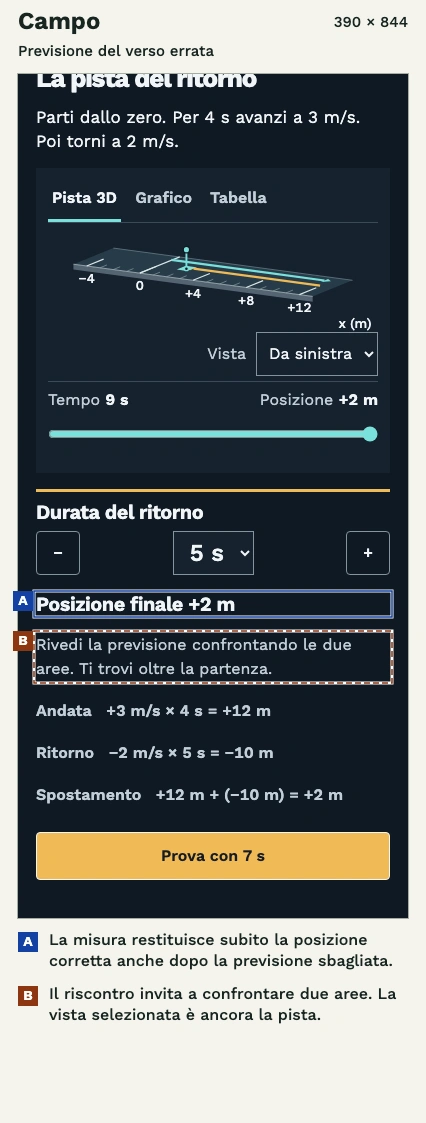 Campo
390 × 844
Previsione del verso errata
La pista del ritorno
Parti dallo zero. Per 4 s avanzi a 3 m/s.
Poi torni a 2 m/s.
Pista 3D Grafico Tabella
−4
0
+4
+8
+12
x (m)
Vista Da sinistra
Tempo 9 s Posizione +2 m
Durata del ritorno
− 5 s +
A Posizione finale +2 m
B Rivedi la previsione confrontando le due
aree. Ti trovi oltre la partenza.
Andata +3 m/s × 4 s = +12 m
Ritorno −2 m/s × 5 s = −10 m
Spostamento +12 m + (−10 m) = +2 m
Prova con 7 s
A La misura restituisce subito la posizione
corretta anche dopo la previsione sbagliata.
B Il riscontro invita a confrontare due aree. La
vista selezionata è ancora la pista.